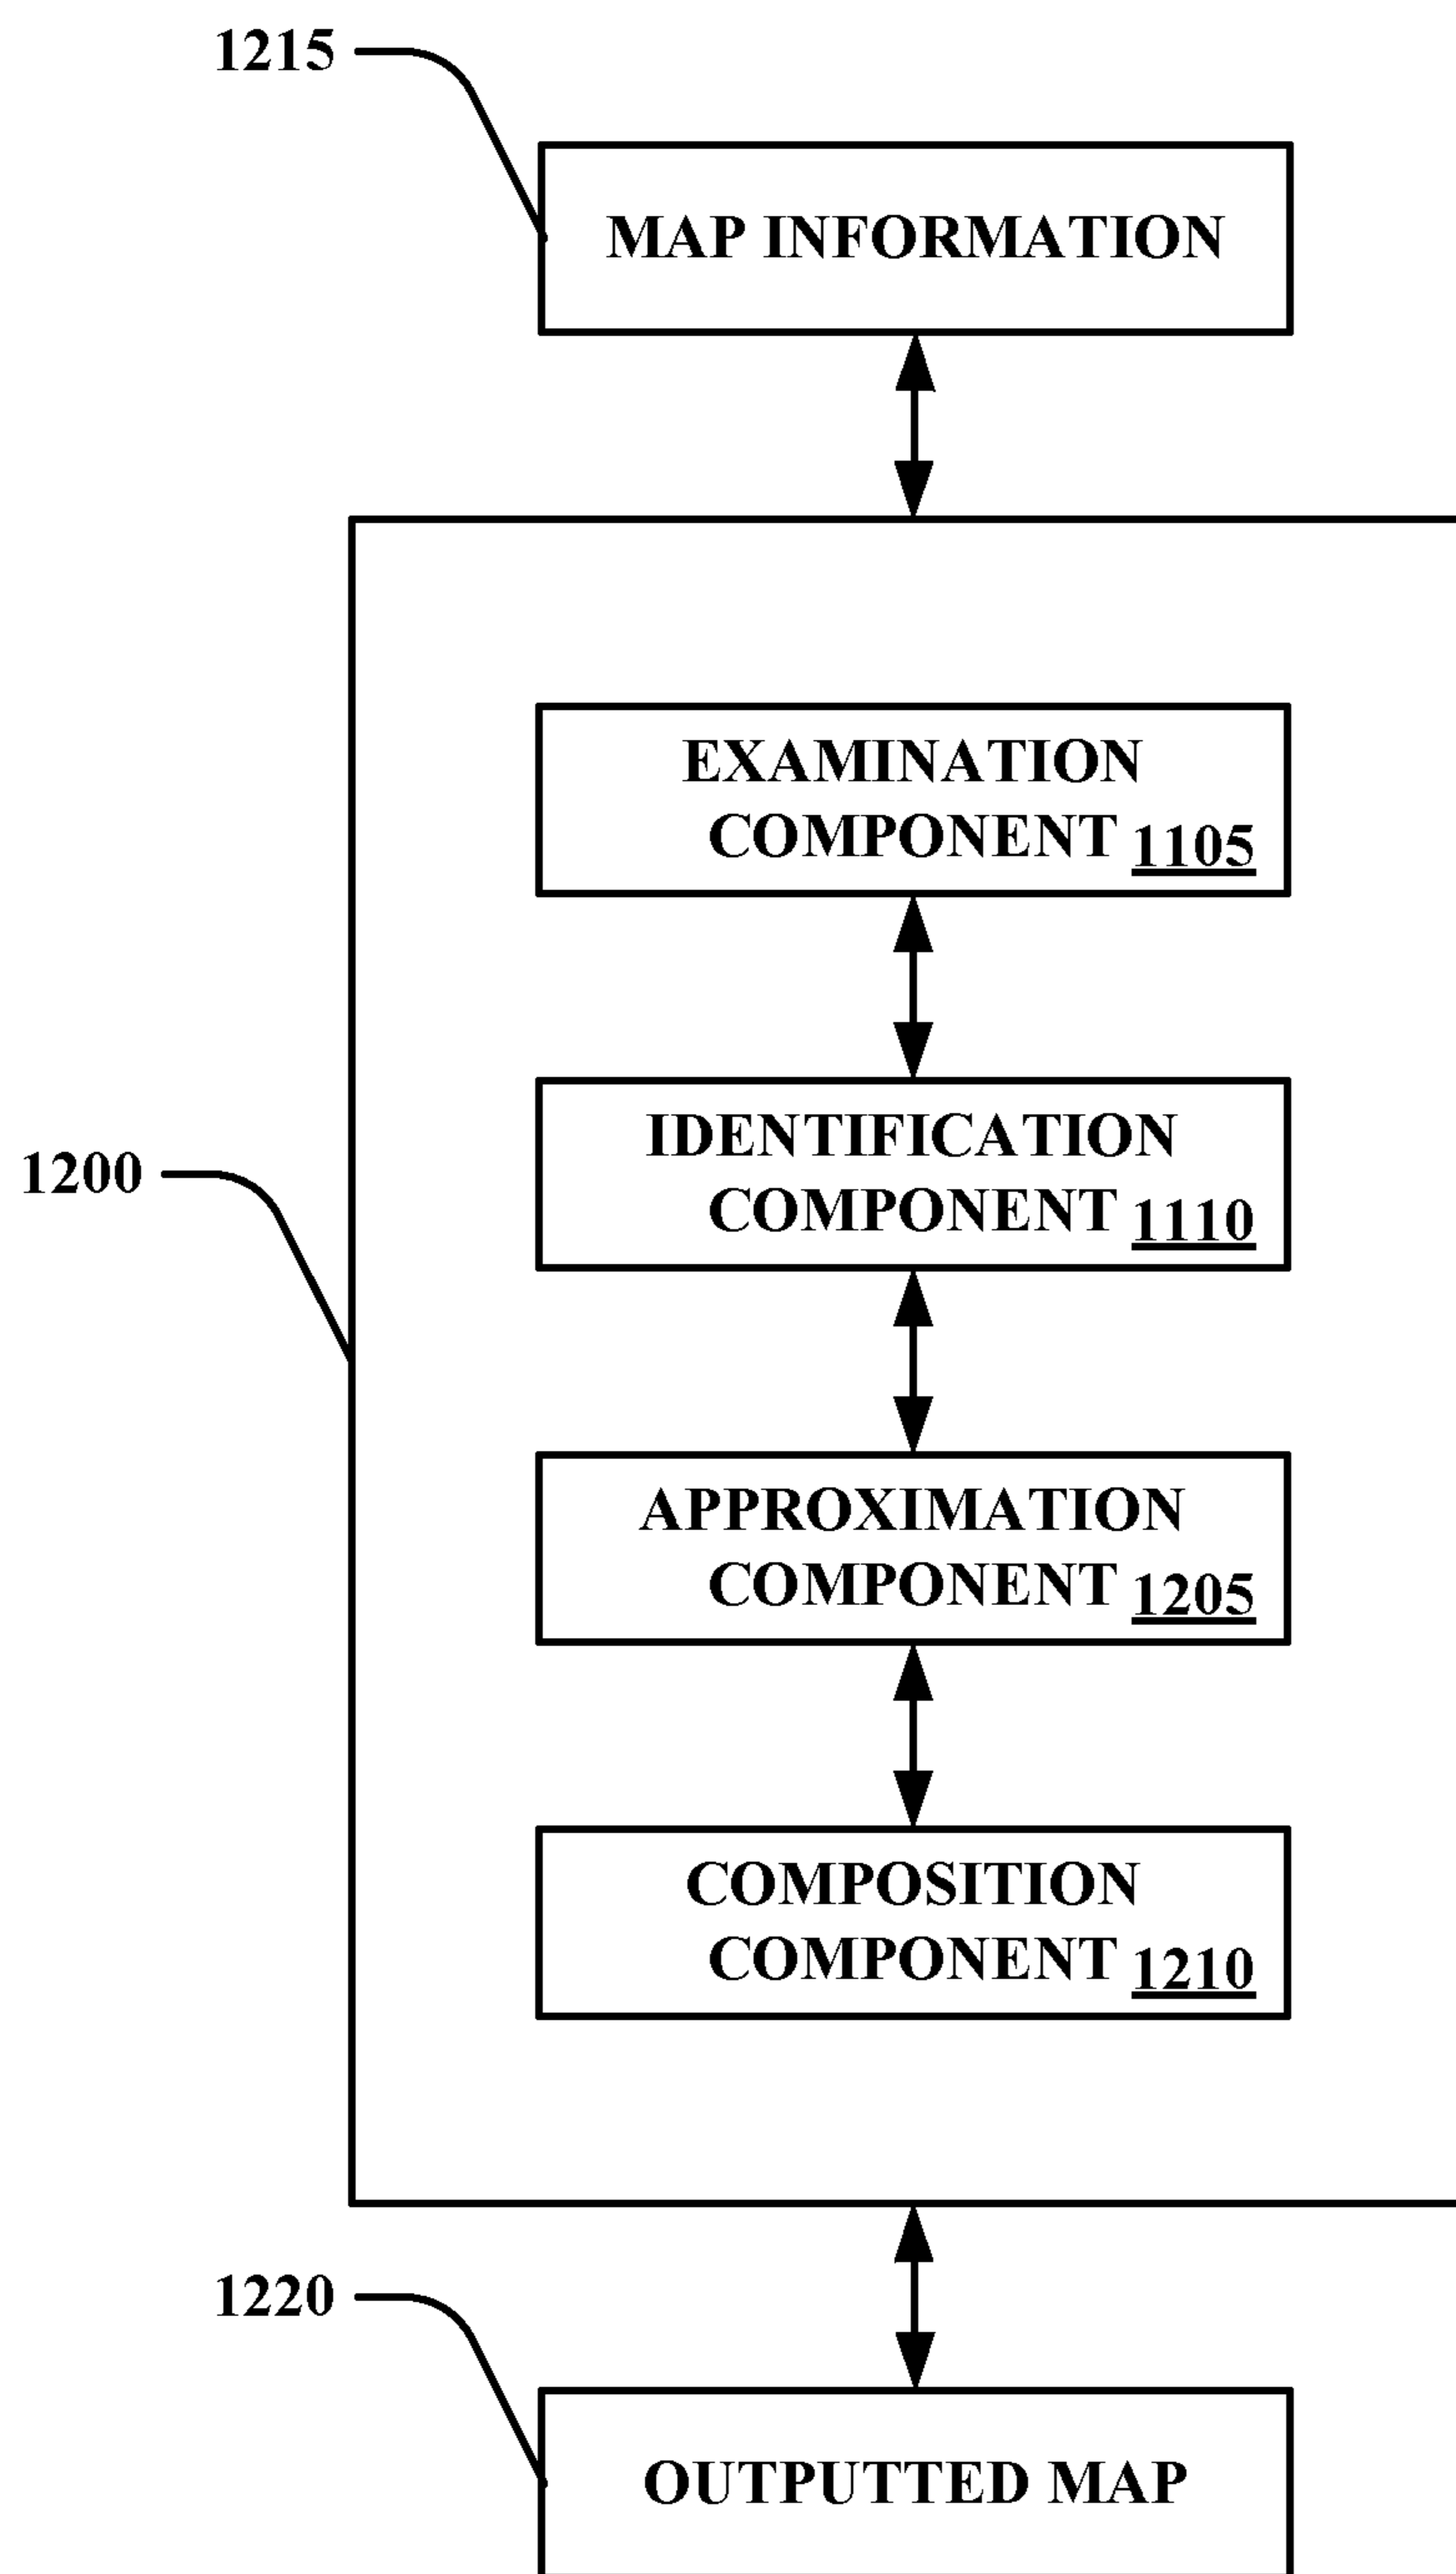 1215
MAP INFORMATION
EXAMINATION
COMPONENT 1105
IDENTIFICATION
COMPONENT 1110
1200
APPROXIMATION
COMPONENT 1205
COMPOSITION
COMPONENT 1210
1220
OUTPUTTED MAP